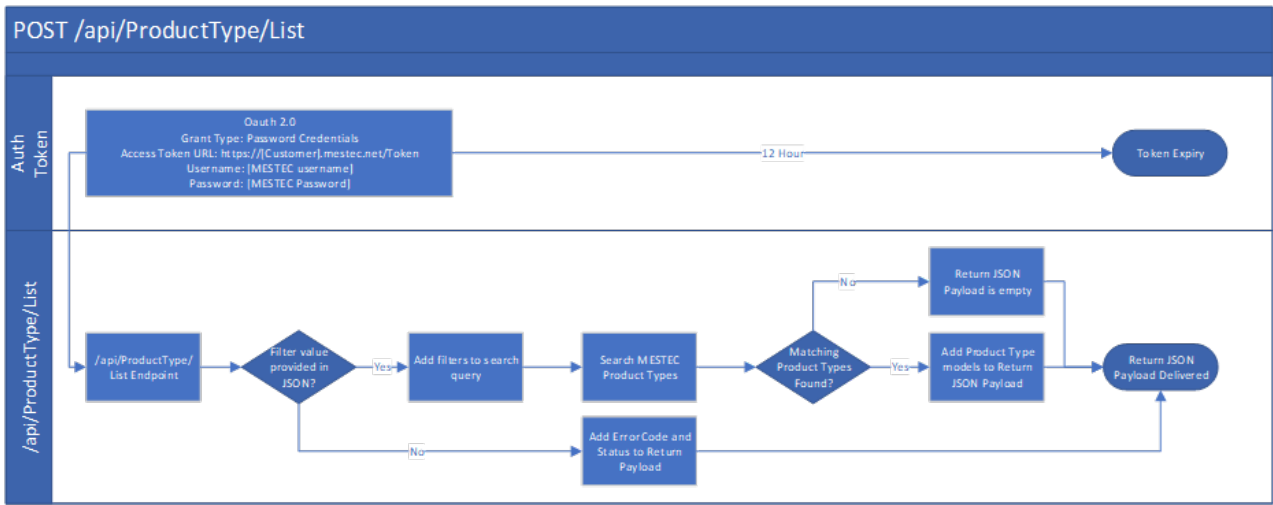 POST /api/ProductType/List
Auth
Token
Oauth 2.0
Grant Type: Password Credentials
Access Token URL: https://[Customer].mestec.net/Token
Username: [MESTEC username]
Password: [MESTEC Password]
12 Hour
Token Expiry
/api/ProductType/List
/api/ProductType/
List Endpoint
Filter value
provided in
JSON?
Yes
Add filters to search
query
Search MESTEC
Product Types
Matching
Product Types
Found?
No
Return JSON
Payload is empty
Yes
Add Product Type
models to Return
JSON Payload
Return JSON
Payload Delivered
No
Add ErrorCode and
Status to Return
Payload